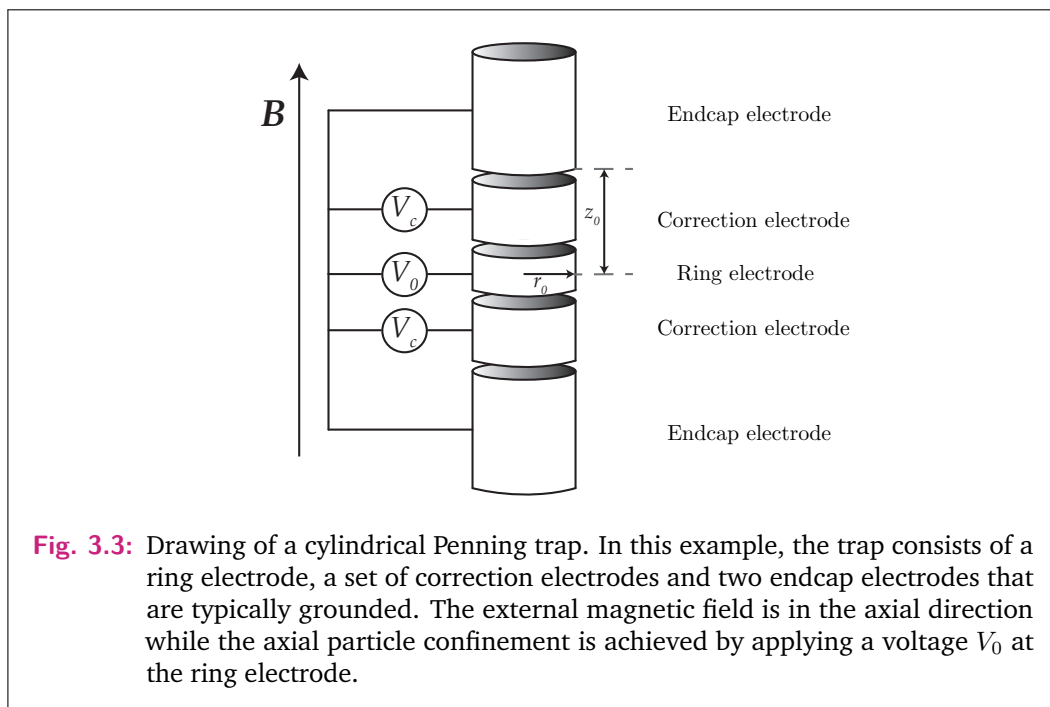 B
Endcap electrode
V_c
z_0
Correction electrode
V_0
r_0
Ring electrode
V_c
Correction electrode
Endcap electrode
Fig. 3.3: Drawing of a cylindrical Penning trap. In this example, the trap consists of a
ring electrode, a set of correction electrodes and two endcap electrodes that
are typically grounded. The external magnetic field is in the axial direction
while the axial particle confinement is achieved by applying a voltage V_0 at
the ring electrode.